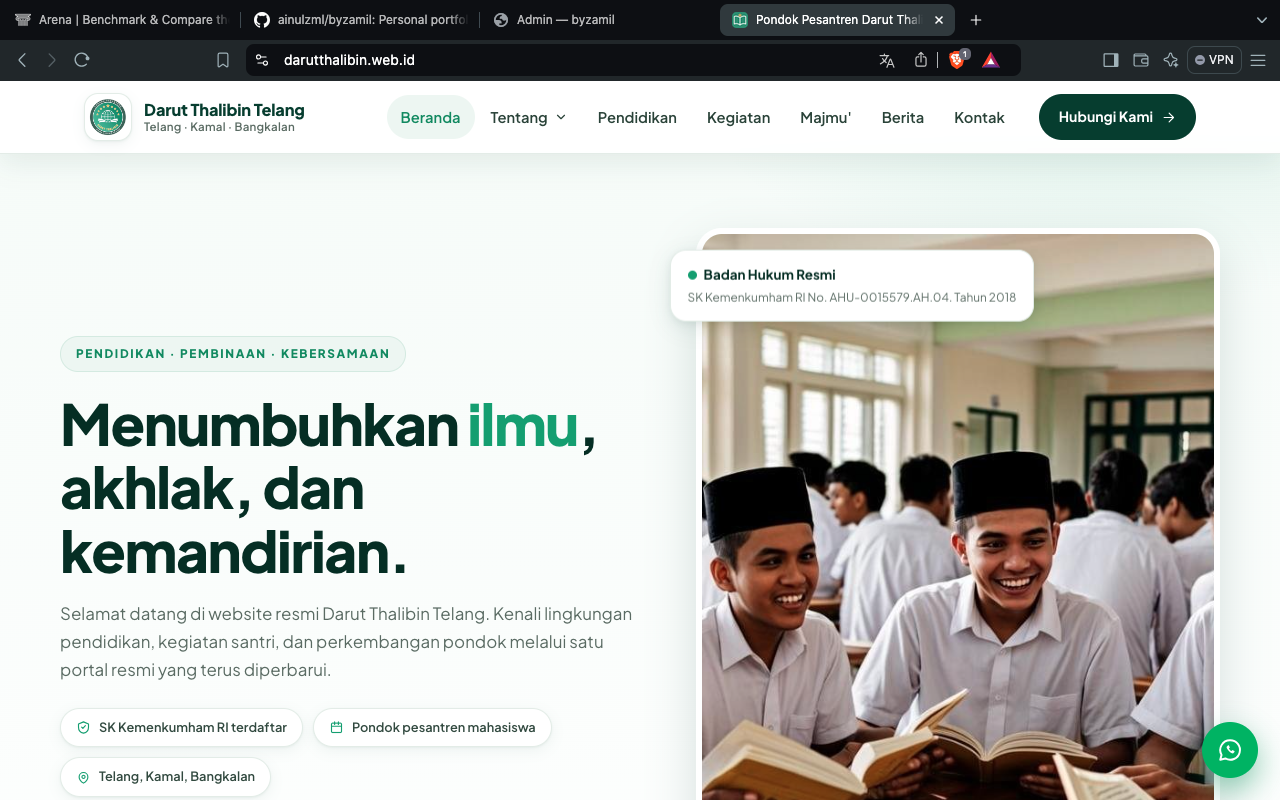 Arena | Benchmark & Compare th
ainulzml/byzamil: Personal portfol
Admin — byzamil
Pondok Pesantren Darut Thal
darutthalibin.web.id
1
VPN
Darut Thalibin Telang
Telang · Kamal · Bangkalan
Beranda
Tentang
Pendidikan
Kegiatan
Majmu'
Berita
Kontak
Hubungi Kami
Badan Hukum Resmi
SK Kemenkumham RI No. AHU-0015579.AH.04. Tahun 2018
PENDIDIKAN · PEMBINAAN · KEBERSAMAAN
Menumbuhkan ilmu,
akhlak, dan
kemandirian.
Selamat datang di website resmi Darut Thalibin Telang. Kenali lingkungan
pendidikan, kegiatan santri, dan perkembangan pondok melalui satu
portal resmi yang terus diperbarui.
SK Kemenkumham RI terdaftar
Pondok pesantren mahasiswa
Telang, Kamal, Bangkalan